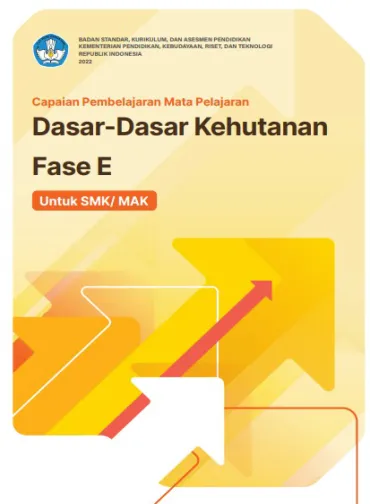 BADAN STANDAR, KURIKULUM, DAN ASESMEN PENDIDIKAN
KEMENTERIAN PENDIDIKAN, KEBUDAYAAN, RISET, DAN TEKNOLOGI
REPUBLIK INDONESIA
2022
Capaian Pembelajaran Mata Pelajaran
Dasar-Dasar Kehutanan
Fase E
Untuk SMK/ MAK